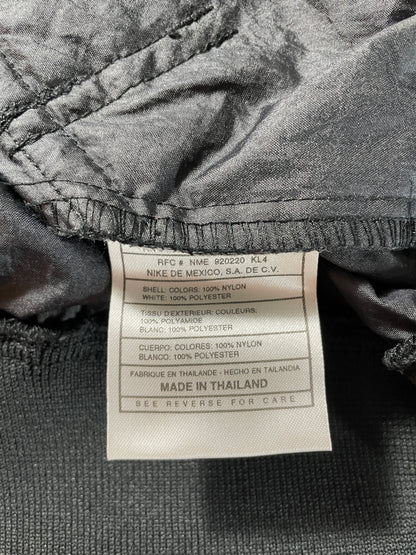 RFC # NME 920220 KL4
NIKE DE MEXICO, S.A. DE C.V.
SHELL: COLORS: 100% NYLON
WHITE: 100% POLYESTER
TISSU D'EXTERIEUR: COULEURS:
100% POLYAMIDE
BLANC: 100% POLYESTER
CUERPO: COLORES: 100% NYLON
BLANCO: 100% POLYESTER
FABRIQUE EN THAILANDE - HECHO EN TAILANDIA
MADE IN THAILAND
SEE REVERSE FOR CARE